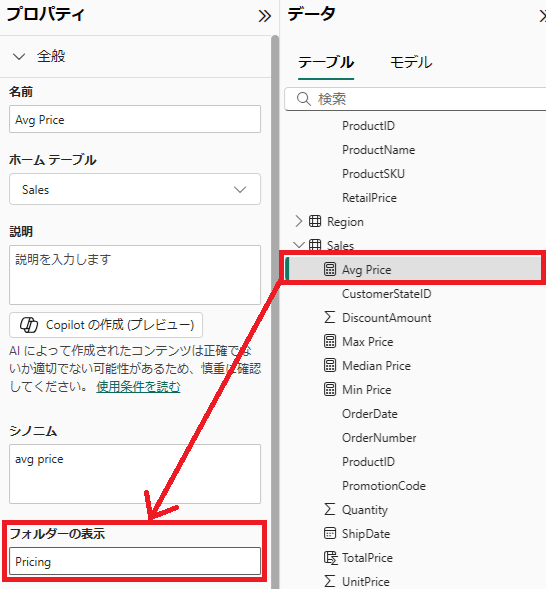 プロパティ
全般
名前
Avg Price
ホーム テーブル
Sales
説明
説明を入力します
Copilot の作成 (プレビュー)
AI によって作成されたコンテンツは正確でな
いか適切でない可能性があるため、慎重に確認
してください。 使用条件を読む
シノニム
avg price
フォルダーの表示
Pricing
データ
テーブル
モデル
検索
ProductID
ProductName
ProductSKU
RetailPrice
Region
Sales
Avg Price
CustomerStateID
DiscountAmount
Max Price
Median Price
Min Price
OrderDate
OrderNumber
ProductID
PromotionCode
Quantity
ShipDate
TotalPrice
UnitPrice